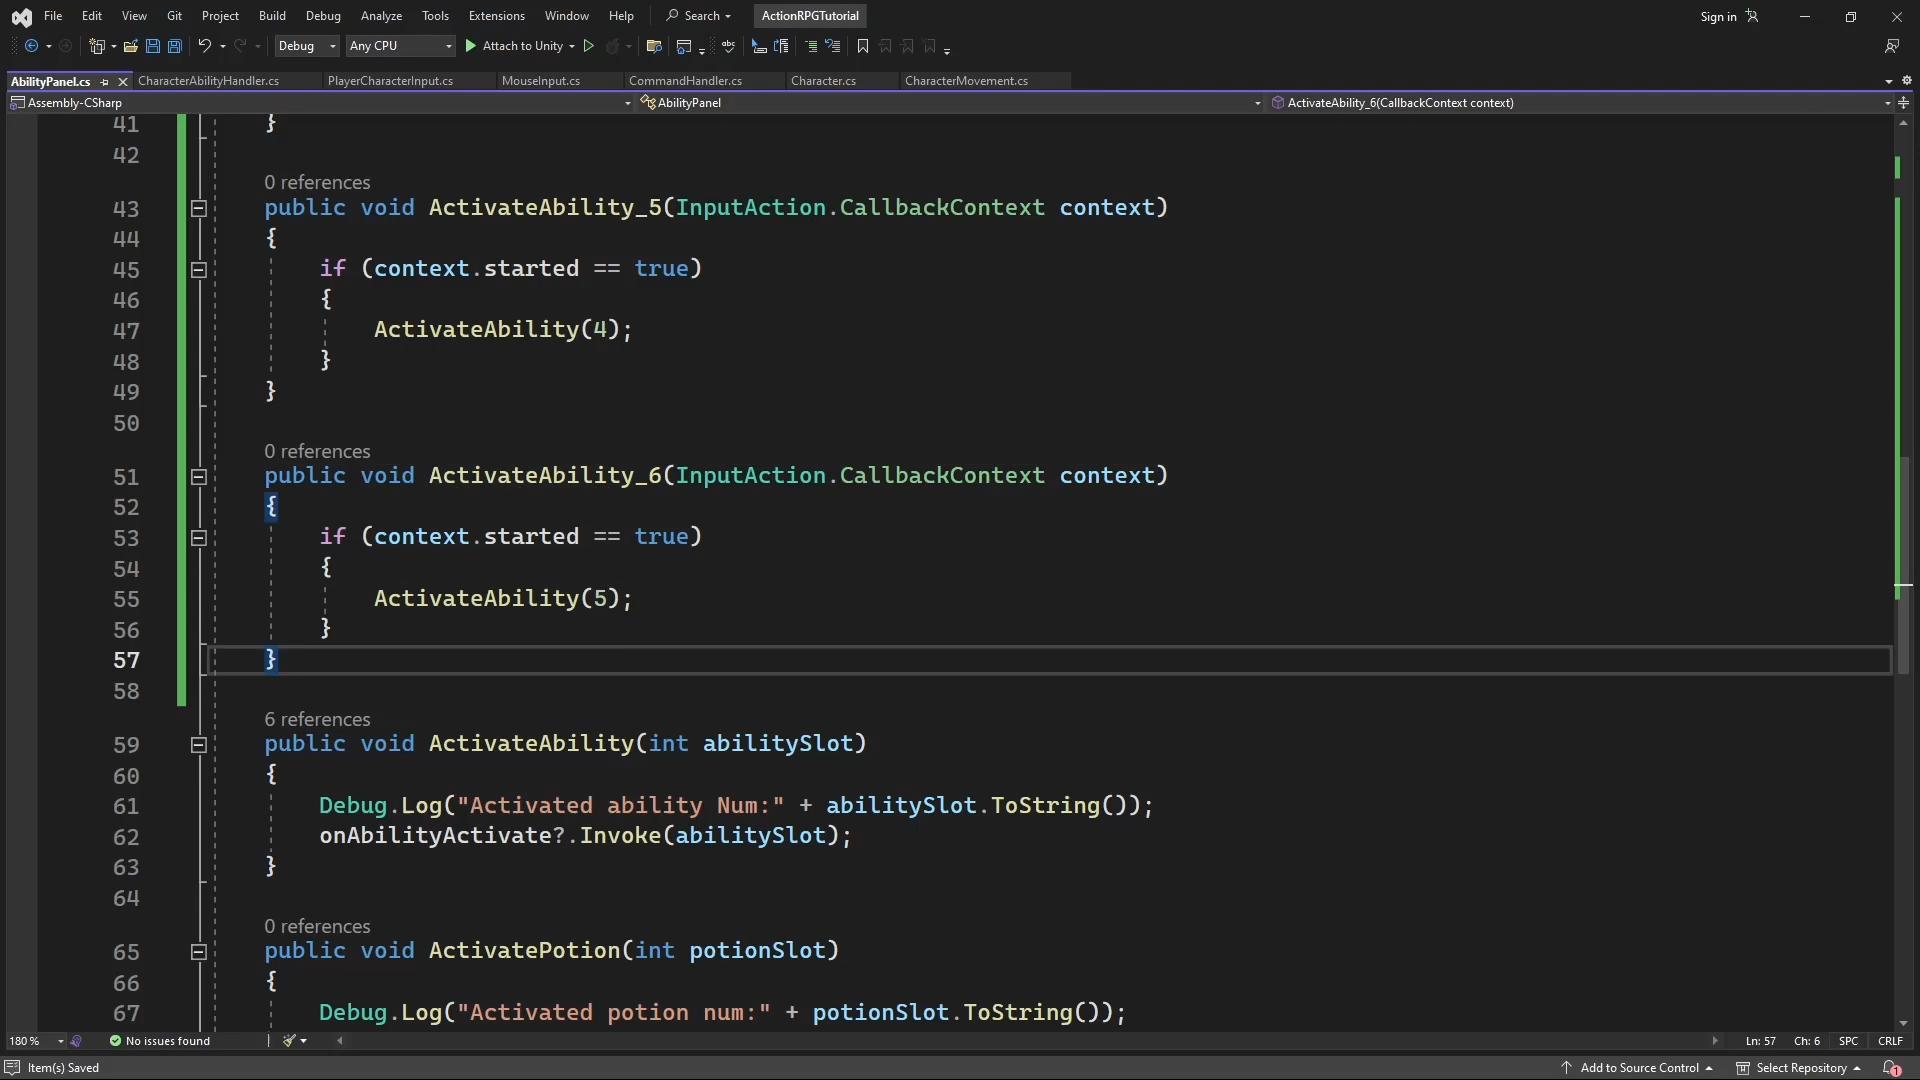 File Edit View Git Project Build Debug Analyze Tools Extensions Window Help Search ActionRPGTutorial Sign in
Debug Any CPU Attach to Unity
AbilityPanel.cs CharacterAbilityHandler.cs PlayerCharacterInput.cs MouseInput.cs CommandHandler.cs Character.cs CharacterMovement.cs
Assembly-CSharp AbilityPanel ActivateAbility_6(CallbackContext context)
41 }
42
0 references
43 public void ActivateAbility_5(InputAction.CallbackContext context)
44 {
45 if (context.started == true)
46 {
47 ActivateAbility(4);
48 }
49 }
50
0 references
51 public void ActivateAbility_6(InputAction.CallbackContext context)
52 {
53 if (context.started == true)
54 {
55 ActivateAbility(5);
56 }
57 }
58
6 references
59 public void ActivateAbility(int abilitySlot)
60 {
61 Debug.Log("Activated ability Num:" + abilitySlot.ToString());
62 onAbilityActivate?.Invoke(abilitySlot);
63 }
64
0 references
65 public void ActivatePotion(int potionSlot)
66 {
67 Debug.Log("Activated potion num:" + potionSlot.ToString());
180 % No issues found Ln: 57 Ch: 6 SPC CRLF
Item(s) Saved Add to Source Control Select Repository 1